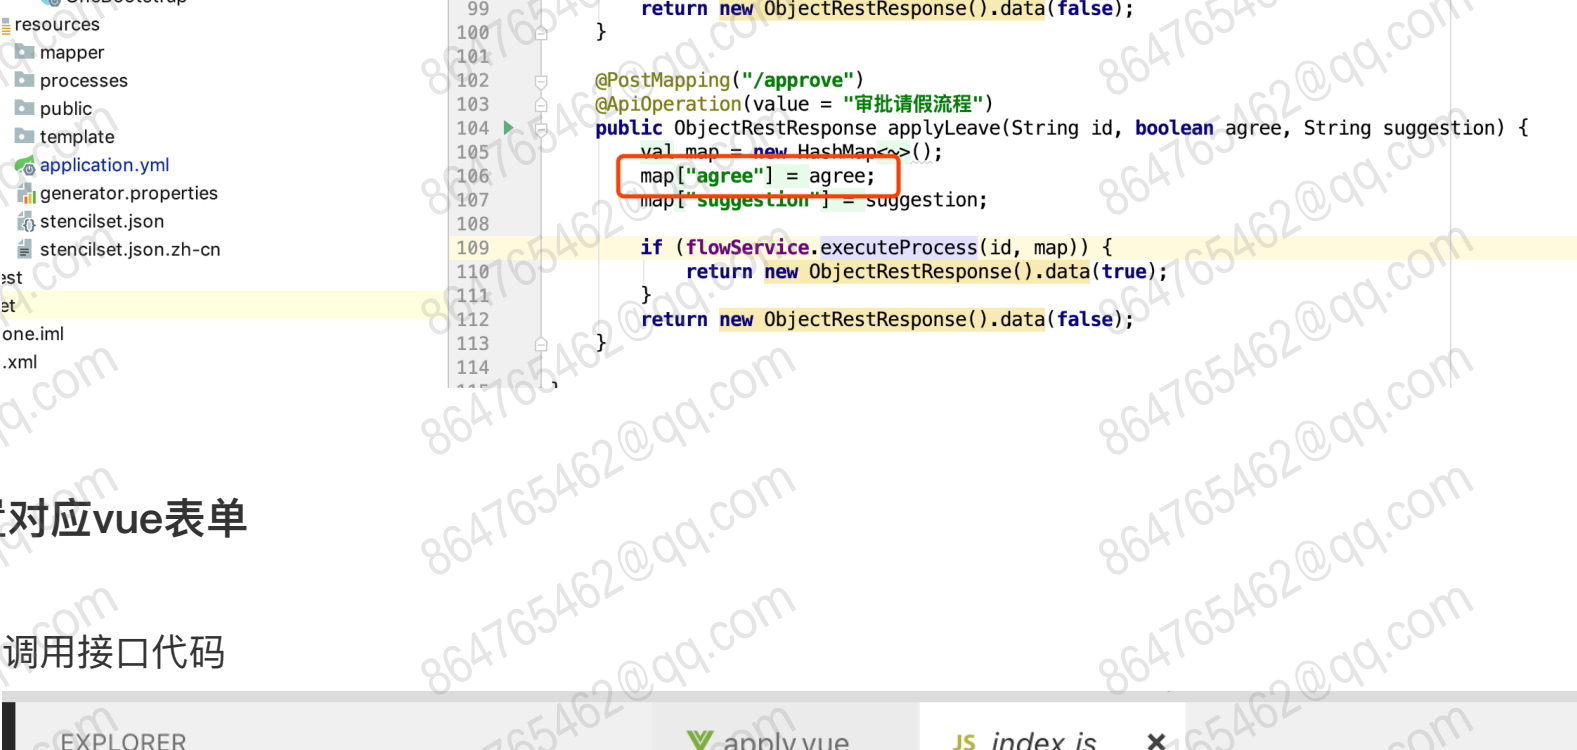 OneBootstrap
resources
mapper
processes
public
template
application.yml
generator.properties
stencilset.json
stencilset.json.zh-cn
est
et
one.iml
.xml
99 return new ObjectRestResponse().data(false);
100 }
101
102 @PostMapping("/approve")
103 @ApiOperation(value = "审批请假流程")
104 public ObjectRestResponse applyLeave(String id, boolean agree, String suggestion) {
105 val map = new HashMap<~>();
106 map["agree"] = agree;
107 map["suggestion"] = suggestion;
108
109 if (flowService.executeProcess(id, map)) {
110 return new ObjectRestResponse().data(true);
111 }
112 return new ObjectRestResponse().data(false);
113 }
114
115 }
对应vue表单
调用接口代码
EXPLORER
apply.vue
JS index.js ×
864765462@qq.com